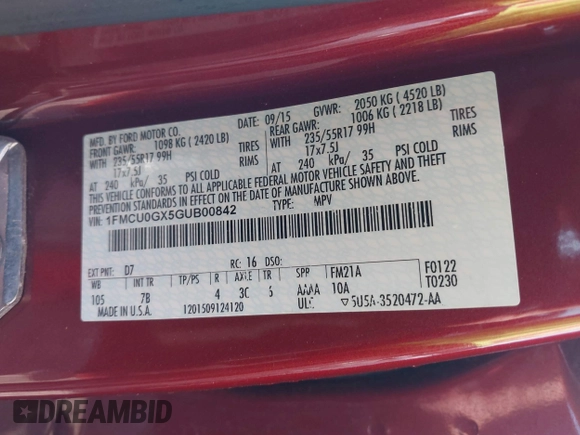 MFD. BY FORD MOTOR CO.
DATE: 09/15 GVWR: 2050 KG ( 4520 LB)
FRONT GAWR: 1098 KG ( 2420 LB) REAR GAWR: 1006 KG ( 2218 LB)
WITH 235/55R17 99H TIRES WITH 235/55R17 99H TIRES
17x7.5J RIMS 17x7.5J RIMS
AT 240 kPa/ 35 PSI COLD AT 240 kPa/ 35 PSI COLD
THIS VEHICLE CONFORMS TO ALL APPLICABLE FEDERAL MOTOR VEHICLE SAFETY AND THEFT
PREVENTION STANDARDS IN EFFECT ON THE DATE OF MANUFACTURE SHOWN ABOVE.
VIN: 1FMCU0GX5GUB00842
TYPE: MPV
EXT PNT: D7 RC: 16 DSO: F0122
WB INT TR TP/PS R AXLE TR SPP FM21A T0230
105 7B 4 3C 10A
MADE IN U.S.A. 1201509124120 5U5A-3520472-AA
DREAMBID